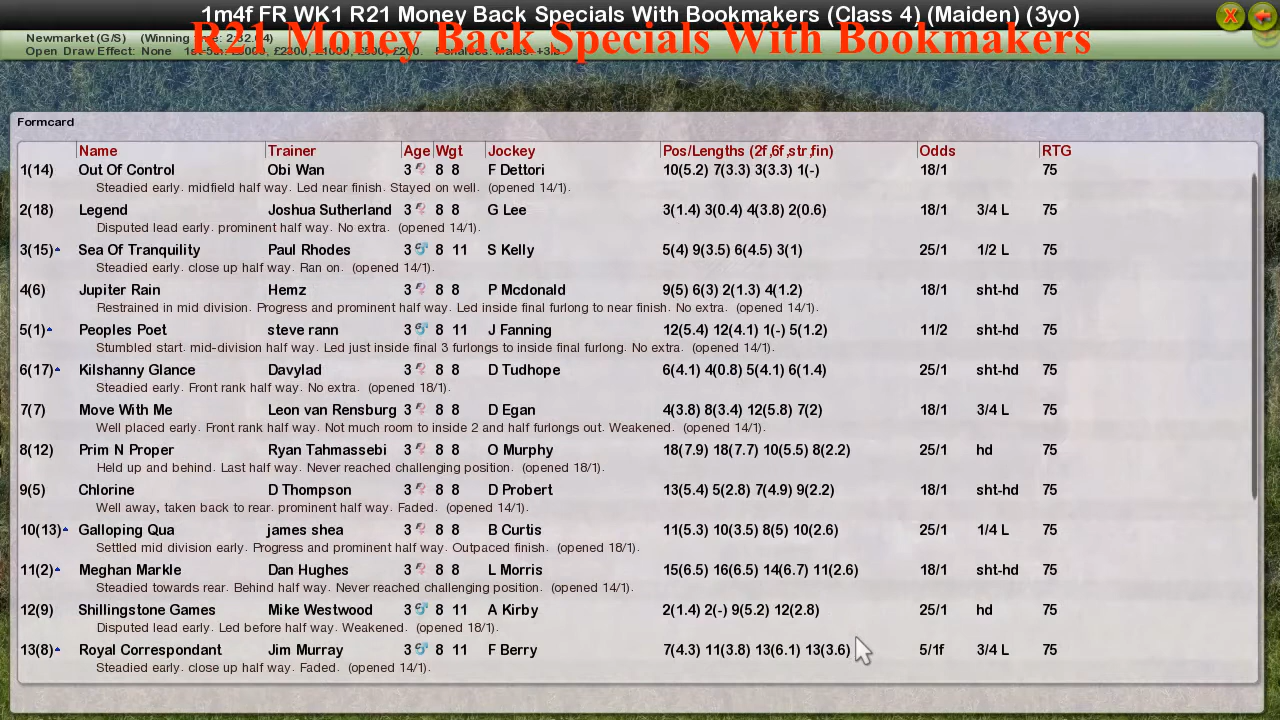 1m4f FR WK1 R21 Money Back Specials With Bookmakers (Class 4) (Maiden) (3yo)
R21 Money Back Specials With Bookmakers
Newmarket (G/S) (Winning
Open Draw Effect: None
Formcard
Name Trainer Age Wgt Jockey Pos/Lengths (2f,6f,str,fin) Odds RTG
1(14) Out Of Control Obi Wan 3 8 8 F Dettori 10(5.2) 7(3.3) 3(3.3) 1(-) 18/1 75
Steadied early. midfield half way. Led near finish. Stayed on well. (opened 14/1).
2(18) Legend Joshua Sutherland 3 8 8 G Lee 3(1.4) 3(0.4) 4(3.8) 2(0.6) 18/1 3/4 L 75
Disputed lead early. prominent half way. No extra. (opened 14/1).
3(15) Sea Of Tranquility Paul Rhodes 3 8 11 S Kelly 5(4) 9(3.5) 6(4.5) 3(1) 25/1 1/2 L 75
Steadied early. close up half way. Ran on. (opened 14/1).
4(6) Jupiter Rain Hemz 3 8 8 P Mcdonald 9(5) 6(3) 2(1.3) 4(1.2) 18/1 sht-hd 75
Restrained in mid division. Progress and prominent half way. Led inside final furlong to near finish. No extra. (opened 14/1).
5(1) Peoples Poet steve rann 3 8 11 J Fanning 12(5.4) 12(4.1) 1(-) 5(1.2) 11/2 sht-hd 75
Stumbled start. mid-division half way. Led just inside final 3 furlongs to inside final furlong. No extra. (opened 14/1).
6(17) Kilshanny Glance Davylad 3 8 8 D Tudhope 6(4.1) 4(0.8) 5(4.1) 6(1.4) 25/1 sht-hd 75
Steadied early. Front rank half way. No extra. (opened 18/1).
7(7) Move With Me Leon van Rensburg 3 8 8 D Egan 4(3.8) 8(3.4) 12(5.8) 7(2) 18/1 3/4 L 75
Well placed early. Front rank half way. Not much room to inside 2 and half furlongs out. Weakened. (opened 14/1).
8(12) Prim N Proper Ryan Tahmassebi 3 8 8 O Murphy 18(7.9) 18(7.7) 10(5.5) 8(2.2) 25/1 hd 75
Held up and behind. Last half way. Never reached challenging position. (opened 18/1).
9(5) Chlorine D Thompson 3 8 8 D Probert 13(5.4) 5(2.8) 7(4.9) 9(2.2) 18/1 sht-hd 75
Well away, taken back to rear. prominent half way. Faded. (opened 14/1).
10(13) Galloping Qua james shea 3 8 8 B Curtis 11(5.3) 10(3.5) 8(5) 10(2.6) 25/1 1/4 L 75
Settled mid division early. Progress and prominent half way. Outpaced finish. (opened 18/1).
11(2) Meghan Markle Dan Hughes 3 8 8 L Morris 15(6.5) 16(6.5) 14(6.7) 11(2.6) 18/1 sht-hd 75
Steadied towards rear. Behind half way. Never reached challenging position. (opened 14/1).
12(9) Shillingstone Games Mike Westwood 3 8 11 A Kirby 2(1.4) 2(-) 9(5.2) 12(2.8) 25/1 hd 75
Disputed lead early. Led before half way. Weakened. (opened 18/1).
13(8) Royal Correspondant Jim Murray 3 8 11 F Berry 7(4.3) 11(3.8) 13(6.1) 13(3.6) 5/1f 3/4 L 75
Steadied early. close up half way. Faded. (opened 14/1).